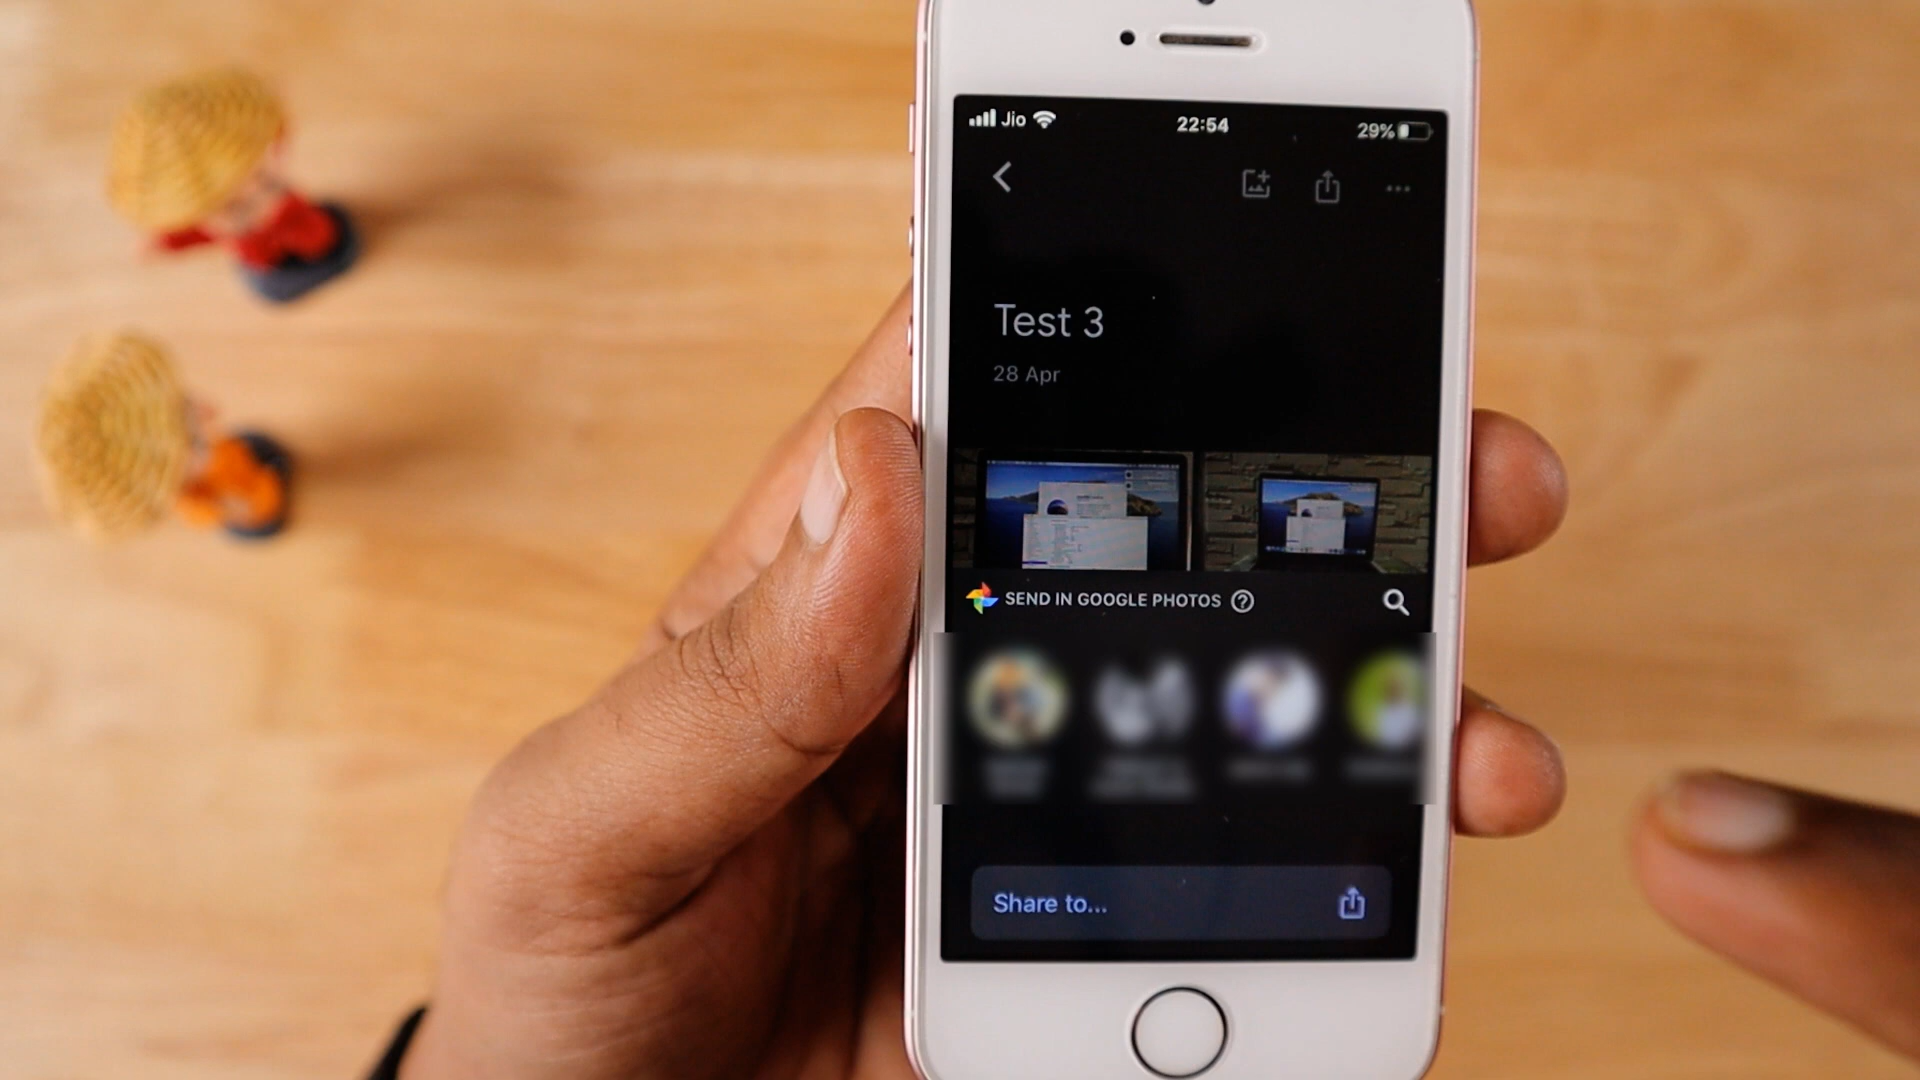 Jio 22:54 29%
Test 3
28 Apr
SEND IN GOOGLE PHOTOS ?
Share to...